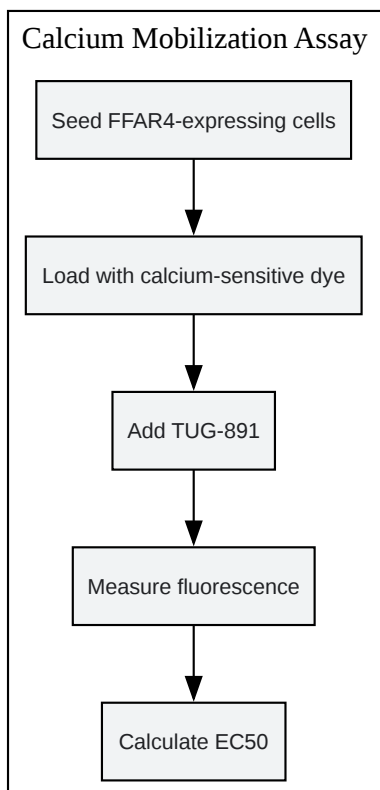 Calcium Mobilization Assay
Seed FFAR4-expressing cells
Load with calcium-sensitive dye
Add TUG-891
Measure fluorescence
Calculate EC50